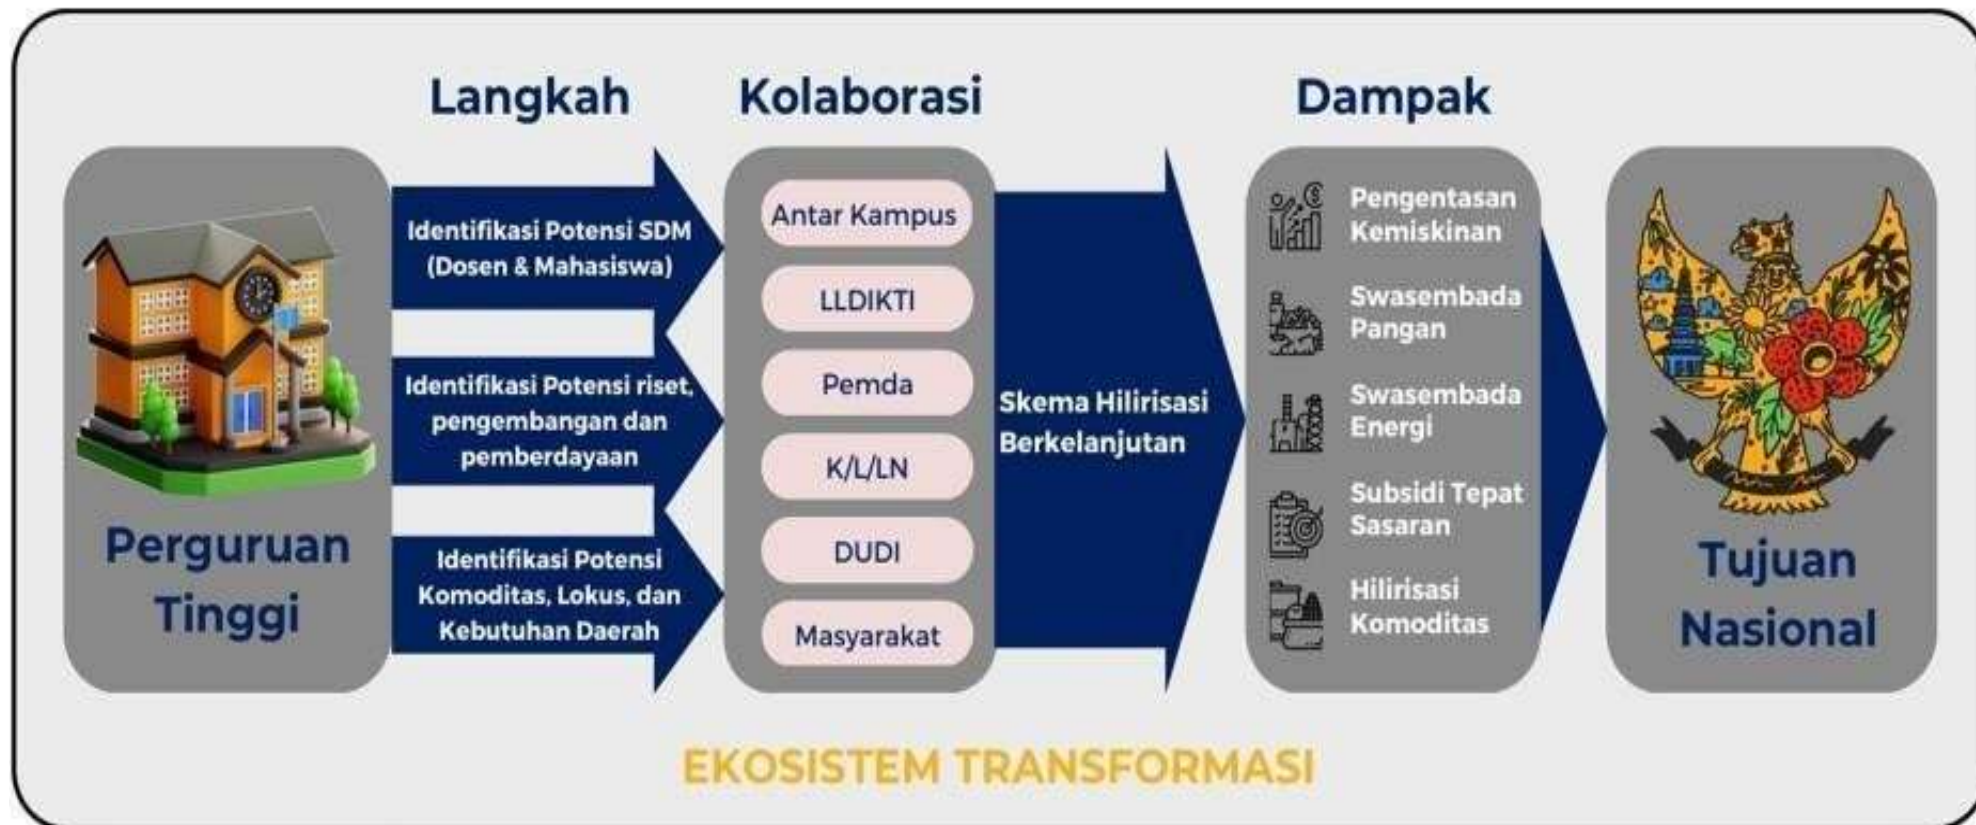 Langkah
Kolaborasi
Dampak
Identifikasi Potensi SDM
(Dosen & Mahasiswa)
Identifikasi Potensi riset,
pengembangan dan
pemberdayaan
Identifikasi Potensi
Komoditas, Lokus, dan
Kebutuhan Daerah
Perguruan
Tinggi
Antar Kampus
LLDIKTI
Pemda
K/L/LN
DUDI
Masyarakat
Skema Hilirisasi
Berkelanjutan
Pengentasan
Kemiskinan
Swasembada
Pangan
Swasembada
Energi
Subsidi Tepat
Sasaran
Hilirisasi
Komoditas
Tujuan
Nasional
EKOSISTEM TRANSFORMASI